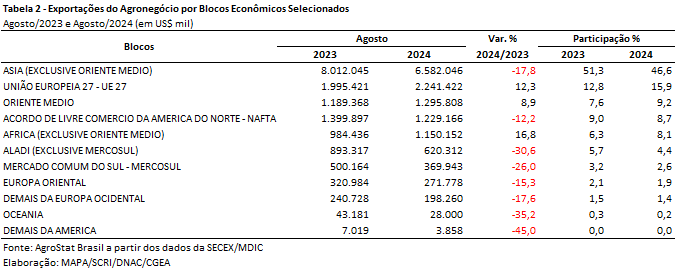 Tabela 2 - Exportações do Agronegócio por Blocos Econômicos Selecionados
Agosto/2023 e Agosto/2024 (em US$ mil)
Blocos Agosto Var. % Participação %
2023 2024 2024/2023 2023 2024
ASIA (EXCLUSIVE ORIENTE MEDIO) 8.012.045 6.582.046 -17,8 51,3 46,6
UNIÃO EUROPEIA 27 - UE 27 1.995.421 2.241.422 12,3 12,8 15,9
ORIENTE MEDIO 1.189.368 1.295.808 8,9 7,6 9,2
ACORDO DE LIVRE COMERCIO DA AMERICA DO NORTE - NAFTA 1.399.897 1.229.166 -12,2 9,0 8,7
AFRICA (EXCLUSIVE ORIENTE MEDIO) 984.436 1.150.152 16,8 6,3 8,1
ALADI (EXCLUSIVE MERCOSUL) 893.317 620.312 -30,6 5,7 4,4
MERCADO COMUM DO SUL - MERCOSUL 500.164 369.943 -26,0 3,2 2,6
EUROPA ORIENTAL 320.984 271.778 -15,3 2,1 1,9
DEMAIS DA EUROPA OCIDENTAL 240.728 198.260 -17,6 1,5 1,4
OCEANIA 43.181 28.000 -35,2 0,3 0,2
DEMAIS DA AMERICA 7.019 3.858 -45,0 0,0 0,0
Fonte: AgroStat Brasil a partir dos dados da SECEX/MDIC
Elaboração: MAPA/SCRI/DNAC/CGEA